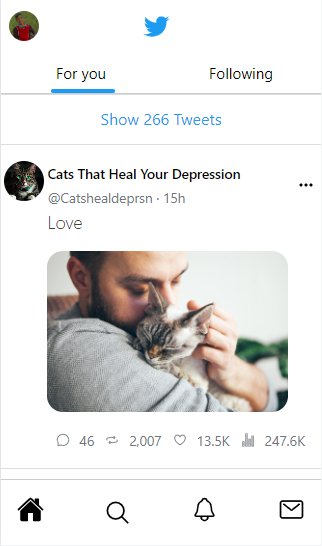 For you Following
Show 266 Tweets
Cats That Heal Your Depression
@Catshealdeprsn · 15h
Love
46 2,007 13.5K 247.6K